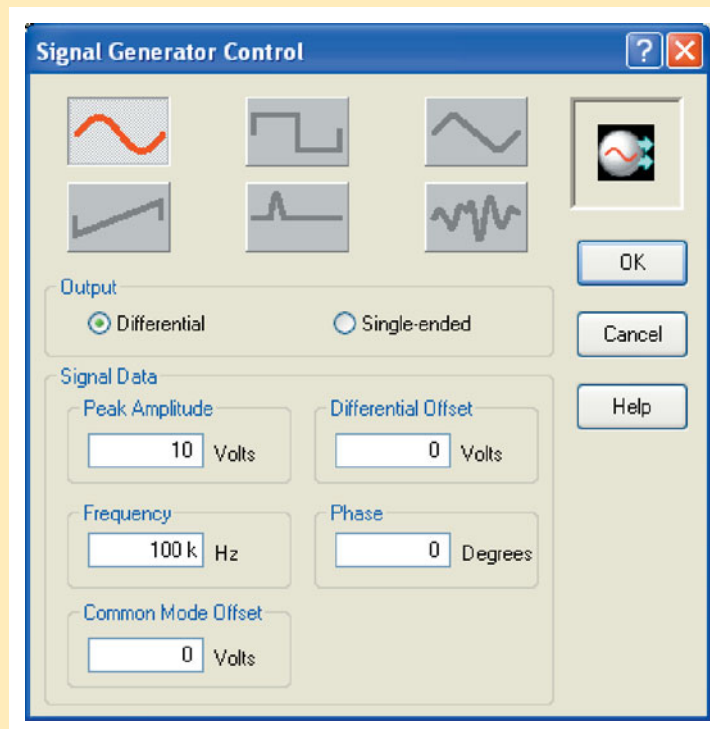 Signal Generator Control
?
OK
Output
Differential
Single-ended
Cancel
Signal Data
Peak Amplitude
Differential Offset
Help
10 Volts
0 Volts
Frequency
Phase
100 k Hz
0 Degrees
Common Mode Offset
0 Volts